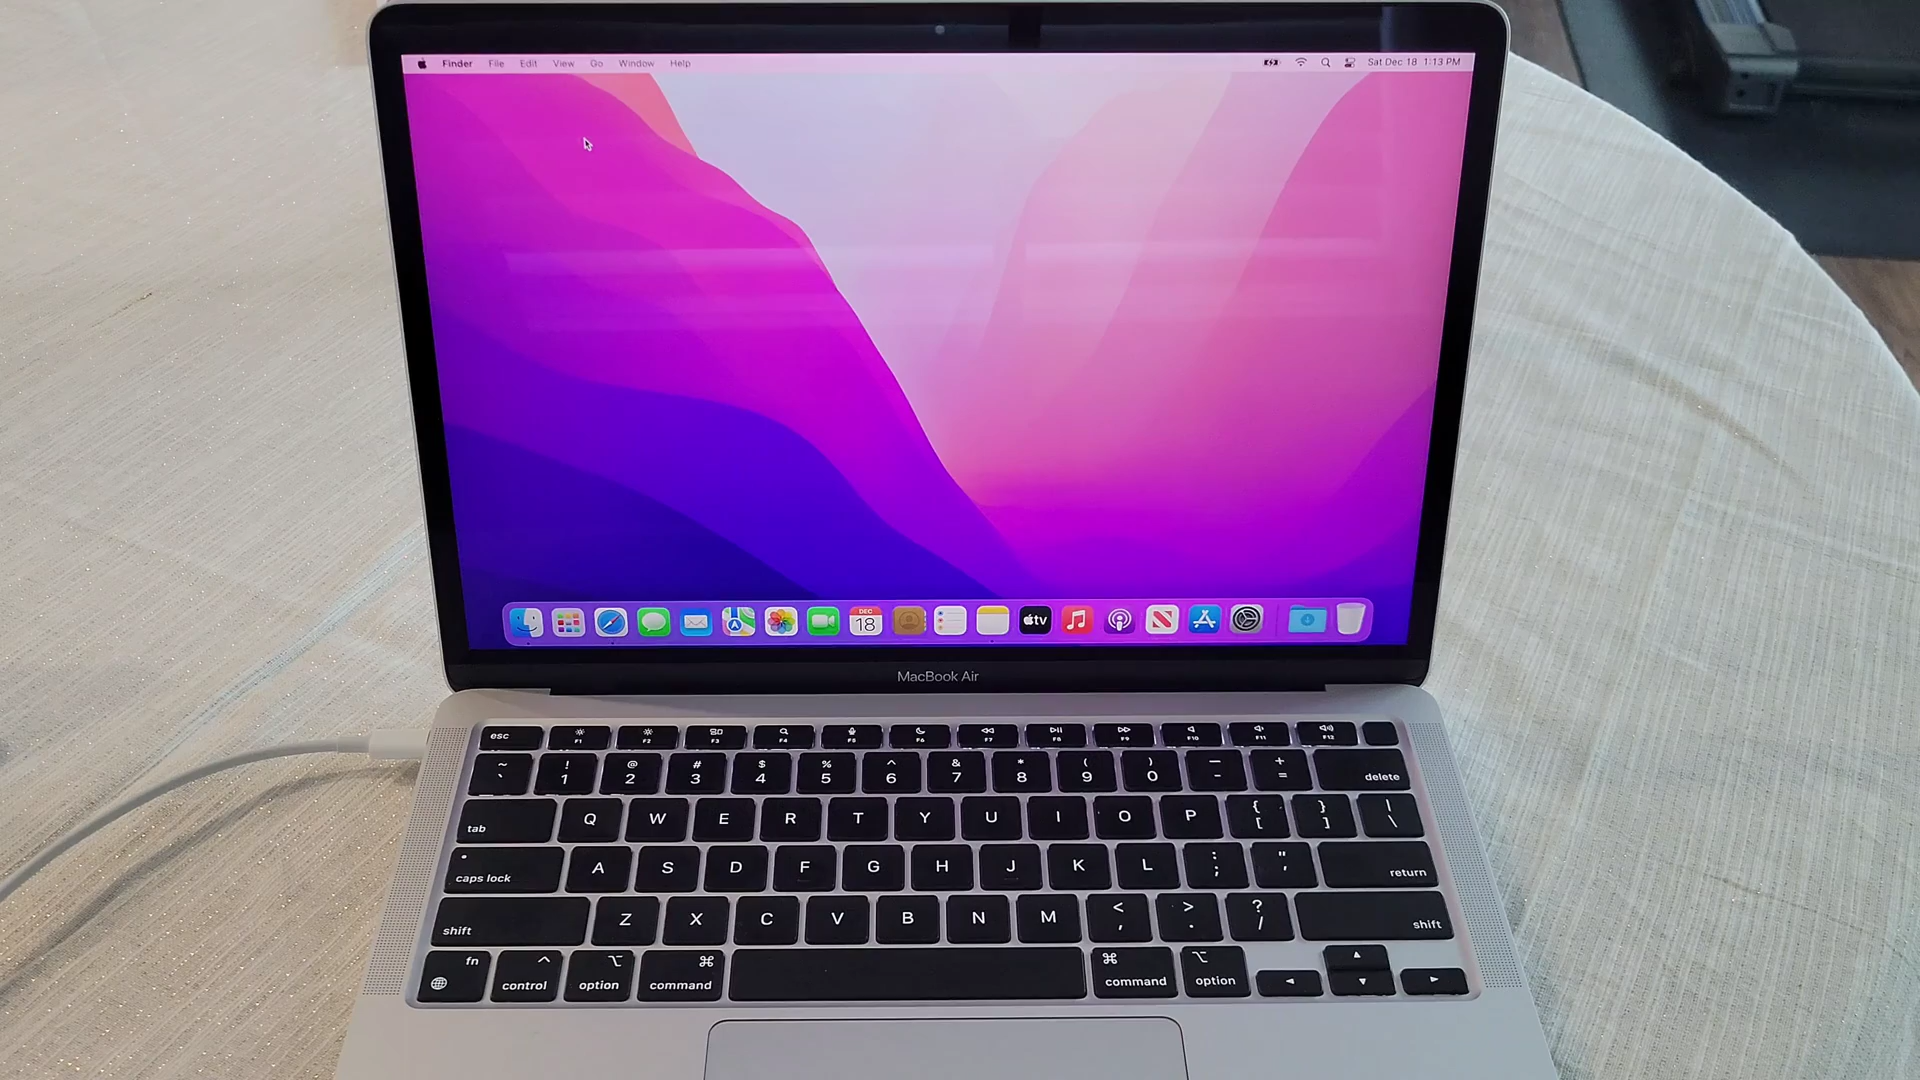 Finder File Edit View Go Window Help Sat Dec 18 1:13 PM
DEC
18
tv
MacBook Air
esc F1 F2 F3 F4 F5 F6 F7 F8 F9 F10 F11 F12
~ ! @ # $ % ^ & * ( ) — +
` 1 2 3 4 5 6 7 8 9 0 - = delete
tab Q W E R T Y U I O P { [ } ] | \
caps lock A S D F G H J K L : ; " ' return
shift Z X C V B N M < , > . ? / shift
fn ^ control ⌥ option ⌘ command ⌘ command ⌥ option